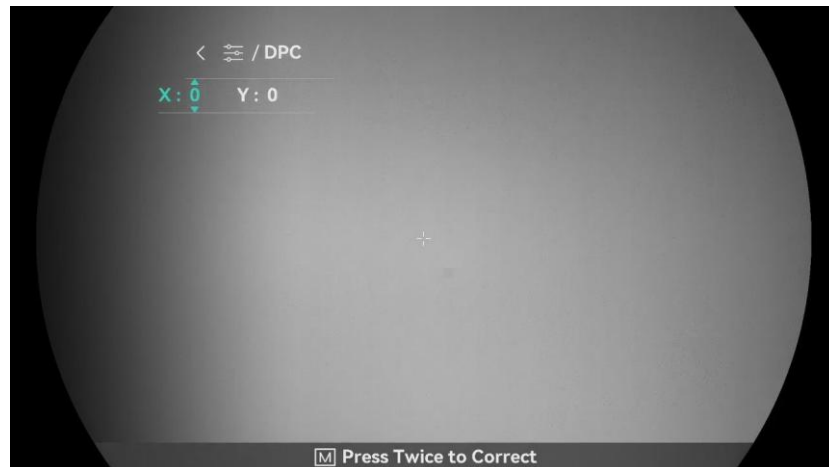 / DPC
X : 0 Y : 0
M Press Twice to Correct